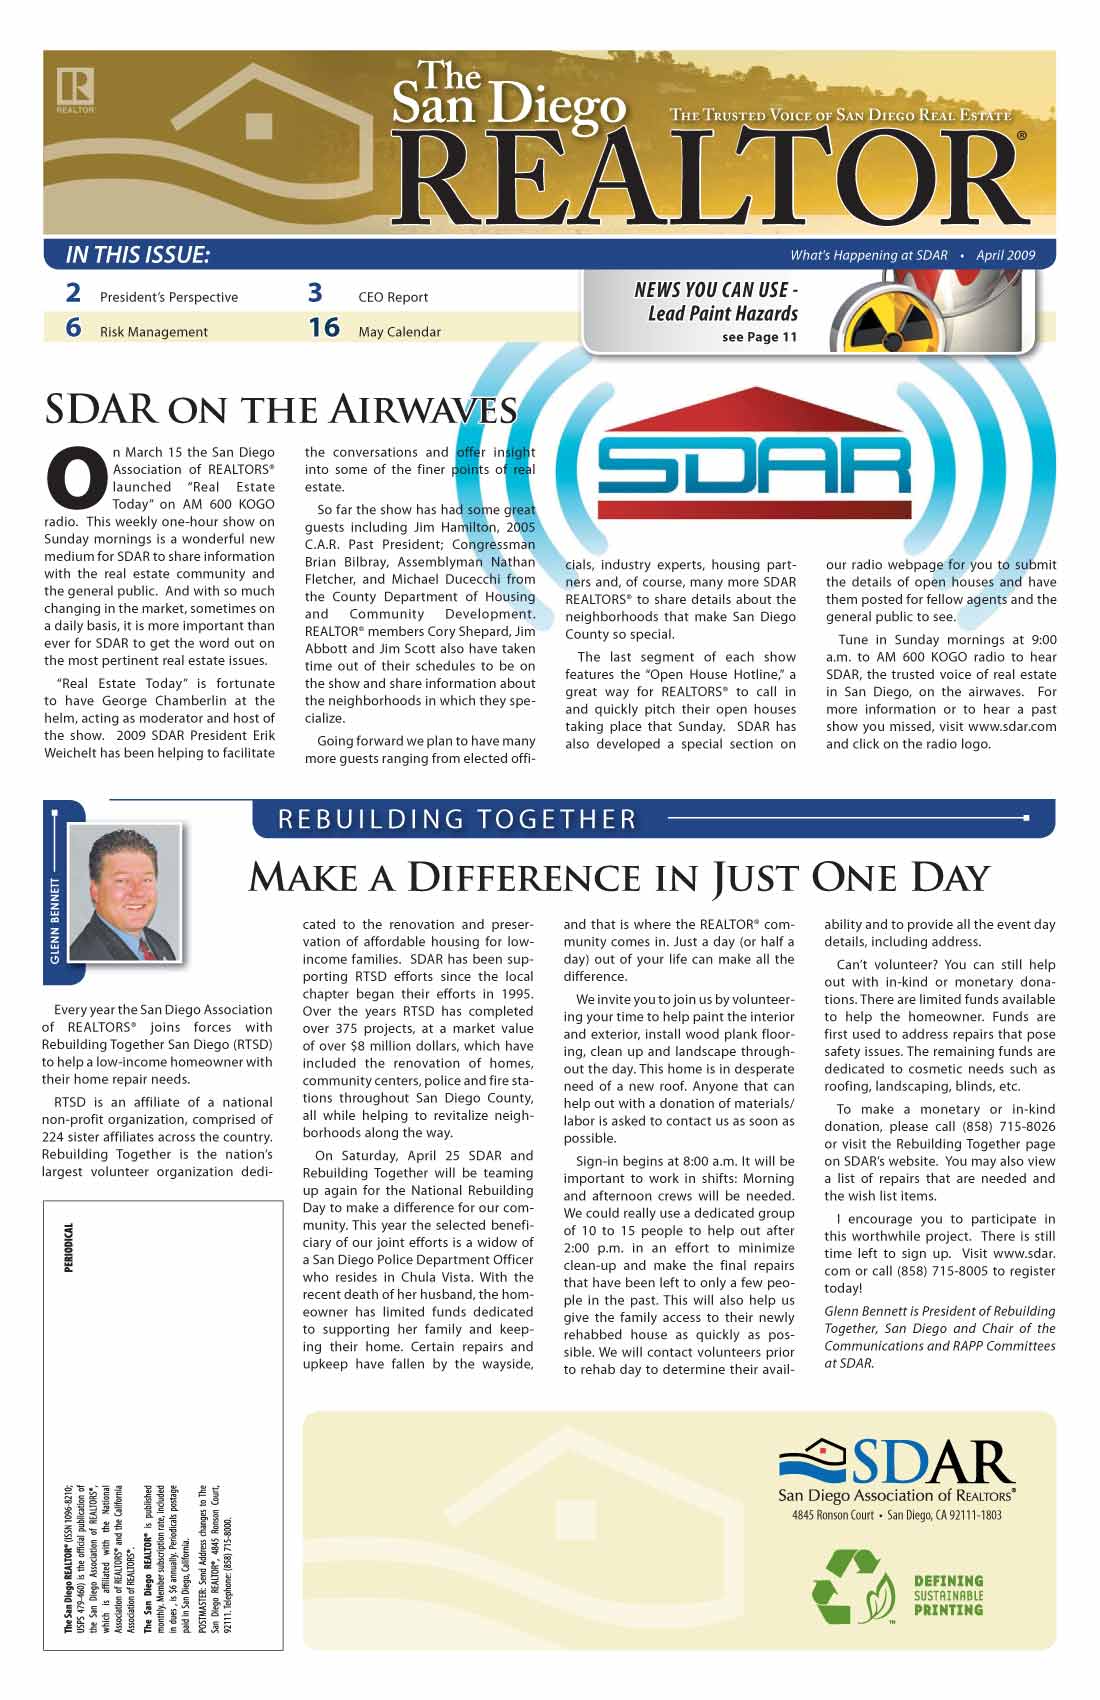 REALTOR
The
San Diego
THE TRUSTED VOICE OF SAN DIEGO REAL ESTATE
REALTOR®
IN THIS ISSUE:
What's Happening at SDAR • April 2009
2 President's Perspective
3 CEO Report
6 Risk Management
16 May Calendar
NEWS YOU CAN USE -
Lead Paint Hazards
see Page 11
SDAR ON THE AIRWAVES
SDAR
On March 15 the San Diego
Association of REALTORS®
launched “Real Estate
Today” on AM 600 KOGO
radio. This weekly one-hour show on
Sunday mornings is a wonderful new
medium for SDAR to share information
with the real estate community and
the general public. And with so much
changing in the market, sometimes on
a daily basis, it is more important than
ever for SDAR to get the word out on
the most pertinent real estate issues.
“Real Estate Today” is fortunate
to have George Chamberlin at the
helm, acting as moderator and host of
the show. 2009 SDAR President Erik
Weichelt has been helping to facilitate
the conversations and offer insight
into some of the finer points of real
estate.
So far the show has had some great
guests including Jim Hamilton, 2005
C.A.R. Past President; Congressman
Brian Bilbray, Assemblyman Nathan
Fletcher, and Michael Ducecchi from
the County Department of Housing
and Community Development.
REALTOR® members Cory Shepard, Jim
Abbott and Jim Scott also have taken
time out of their schedules to be on
the show and share information about
the neighborhoods in which they spe-
cialize.
Going forward we plan to have many
more guests ranging from elected offi-
cials, industry experts, housing part-
ners and, of course, many more SDAR
REALTORS® to share details about the
neighborhoods that make San Diego
County so special.
The last segment of each show
features the “Open House Hotline,” a
great way for REALTORS® to call in
and quickly pitch their open houses
taking place that Sunday. SDAR has
also developed a special section on
our radio webpage for you to submit
the details of open houses and have
them posted for fellow agents and the
general public to see.
Tune in Sunday mornings at 9:00
a.m. to AM 600 KOGO radio to hear
SDAR, the trusted voice of real estate
in San Diego, on the airwaves. For
more information or to hear a past
show you missed, visit www.sdar.com
and click on the radio logo.
GLENN BENNETT
REBUILDING TOGETHER
MAKE A DIFFERENCE IN JUST ONE DAY
Every year the San Diego Association
of REALTORS® joins forces with
Rebuilding Together San Diego (RTSD)
to help a low-income homeowner with
their home repair needs.
RTSD is an affiliate of a national
non-profit organization, comprised of
224 sister affiliates across the country.
Rebuilding Together is the nation's
largest volunteer organization dedi-
cated to the renovation and preser-
vation of affordable housing for low-
income families. SDAR has been sup-
porting RTSD efforts since the local
chapter began their efforts in 1995.
Over the years RTSD has completed
over 375 projects, at a market value
of over $8 million dollars, which have
included the renovation of homes,
community centers, police and fire sta-
tions throughout San Diego County,
all while helping to revitalize neigh-
borhoods along the way.
On Saturday, April 25 SDAR and
Rebuilding Together will be teaming
up again for the National Rebuilding
Day to make a difference for our com-
munity. This year the selected benefi-
ciary of our joint efforts is a widow of
a San Diego Police Department Officer
who resides in Chula Vista. With the
recent death of her husband, the hom-
eowner has limited funds dedicated
to supporting her family and keep-
ing their home. Certain repairs and
upkeep have fallen by the wayside,
and that is where the REALTOR® com-
munity comes in. Just a day (or half a
day) out of your life can make all the
difference.
We invite you to join us by volunteer-
ing your time to help paint the interior
and exterior, install wood plank floor-
ing, clean up and landscape through-
out the day. This home is in desperate
need of a new roof. Anyone that can
help out with a donation of materials/
labor is asked to contact us as soon as
possible.
Sign-in begins at 8:00 a.m. It will be
important to work in shifts: Morning
and afternoon crews will be needed.
We could really use a dedicated group
of 10 to 15 people to help out after
2:00 p.m. in an effort to minimize
clean-up and make the final repairs
that have been left to only a few peo-
ple in the past. This will also help us
give the family access to their newly
rehabbed house as quickly as pos-
sible. We will contact volunteers prior
to rehab day to determine their avail-
ability and to provide all the event day
details, including address.
Can't volunteer? You can still help
out with in-kind or monetary dona-
tions. There are limited funds available
to help the homeowner. Funds are
first used to address repairs that pose
safety issues. The remaining funds are
dedicated to cosmetic needs such as
roofing, landscaping, blinds, etc.
To make a monetary or in-kind
donation, please call (858) 715-8026
or visit the Rebuilding Together page
on SDAR's website. You may also view
a list of repairs that are needed and
the wish list items.
I encourage you to participate in
this worthwhile project. There is still
time left to sign up. Visit www.sdar.
com or call (858) 715-8005 to register
today!
Glenn Bennett is President of Rebuilding
Together, San Diego and Chair of the
Communications and RAPP Committees
at SDAR.
PERIODICAL
The San Diego REALTOR® (ISSN 1096-8210;
USPS 479-460) is the official publication of
the San Diego Association of REALTORS®,
which is affiliated with the National
Association of REALTORS® and the California
Association of REALTORS®.
The San Diego REALTOR® is published
monthly. Member subscription rate, included
in dues , is $6 annually. Periodicals postage
paid in San Diego, California.
POSTMASTER: Send Address changes to The
San Diego REALTOR®, 4845 Ronson Court,
92111. Telephone: (858) 715-8000.
SDAR
San Diego Association of REALTORS®
4845 Ronson Court • San Diego, CA 92111-1803
DEFINING
SUSTAINABLE
PRINTING
TM